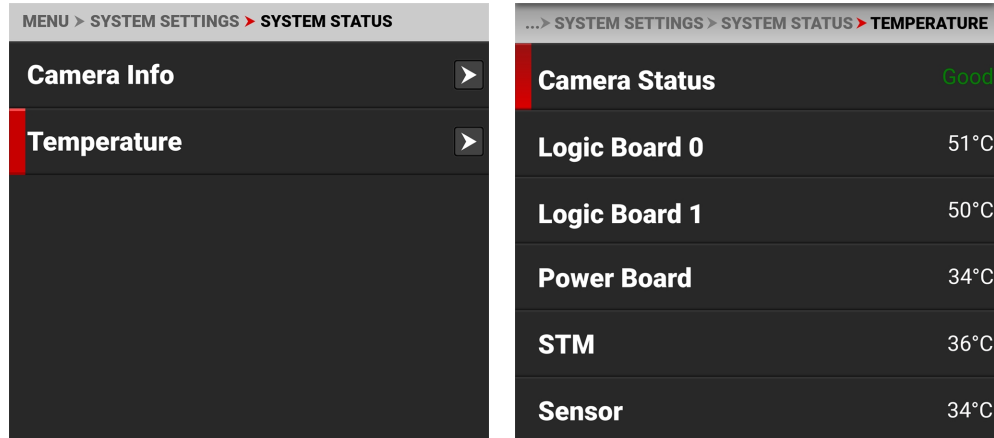 MENU > SYSTEM SETTINGS > SYSTEM STATUS
Camera Info
Temperature
...> SYSTEM SETTINGS > SYSTEM STATUS > TEMPERATURE
Camera Status Good
Logic Board 0 51°C
Logic Board 1 50°C
Power Board 34°C
STM 36°C
Sensor 34°C